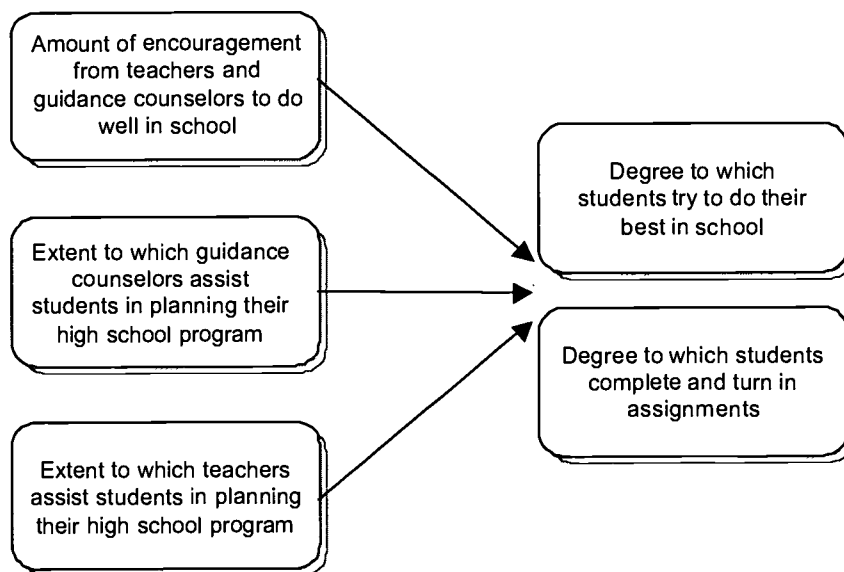 Amount of encouragement
from teachers and
guidance counselors to do
well in school
Extent to which guidance
counselors assist
students in planning their
high school program
Extent to which teachers
assist students in planning
their high school program
Degree to which
students try to do their
best in school
Degree to which students
complete and turn in
assignments